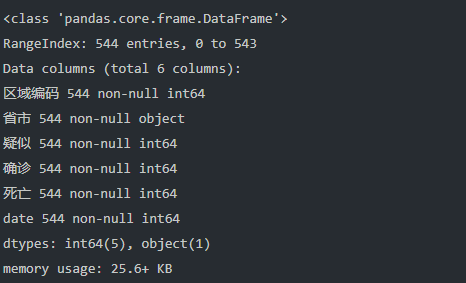 <class 'pandas.core.frame.DataFrame'>
RangeIndex: 544 entries, 0 to 543
Data columns (total 6 columns):
区域编码 544 non-null int64
省市 544 non-null object
疑似 544 non-null int64
确诊 544 non-null int64
死亡 544 non-null int64
date 544 non-null int64
dtypes: int64(5), object(1)
memory usage: 25.6+ KB